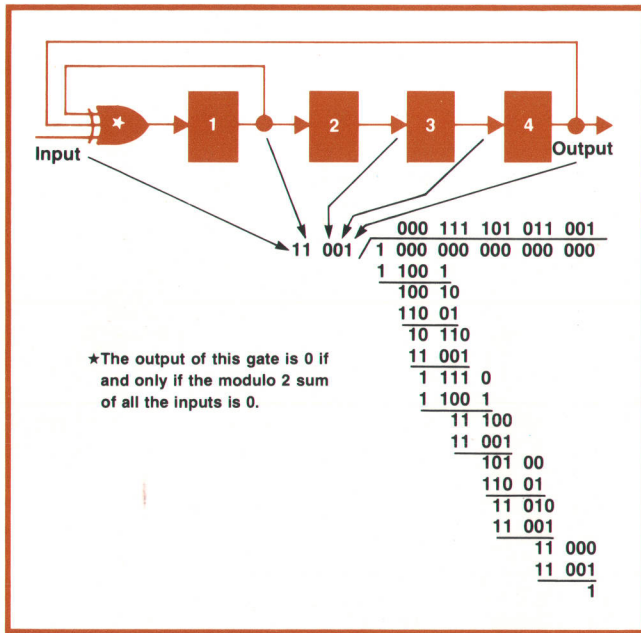 ★
1
2
3
4
Input
Output
000 111 101 011 001
11 001
1 000 000 000 000 000
1 100 1
100 10
110 01
10 110
11 001
1 111 0
1 100 1
11 100
11 001
101 00
110 01
11 010
11 001
11 000
11 001
1
★The output of this gate is 0 if
and only if the modulo 2 sum
of all the inputs is 0.